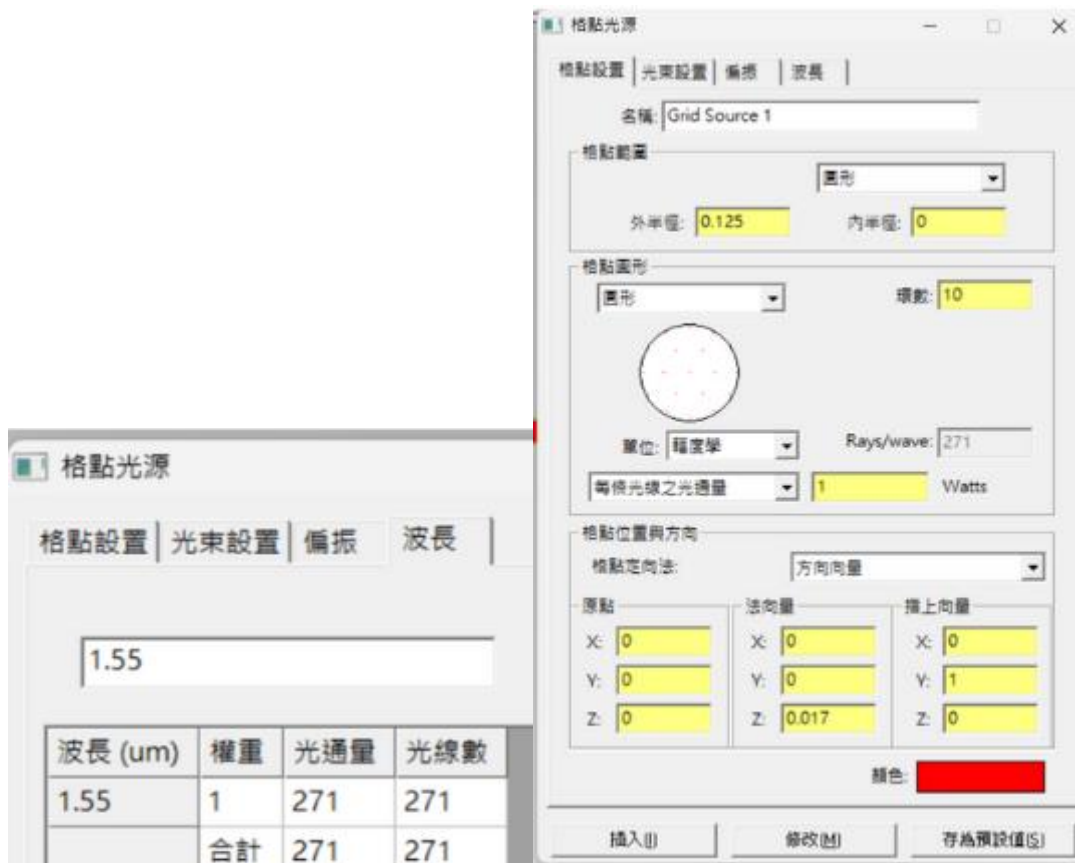 格點光源
格點設置 光束設置 偏振 波長
1.55
波長 (um) 權重 光通量 光線數
1.55 1 271 271
合計 271 271
格點光源
格點設置 光束設置 偏振 波長
名稱: Grid Source 1
格點範圍
圓形
外半徑: 0.125 內半徑: 0
格點圖形
圓形 環數: 10
單位: 輻度學 Rays/wave: 271
每條光線之光通量 1 Watts
格點位置與方向
格點定向法: 方向向量
原點 法向量 指上向量
X: 0 X: 0 X: 0
Y: 0 Y: 0 Y: 1
Z: 0 Z: 0.017 Z: 0
顏色:
插入(I) 修改(M) 存為預設值(S)